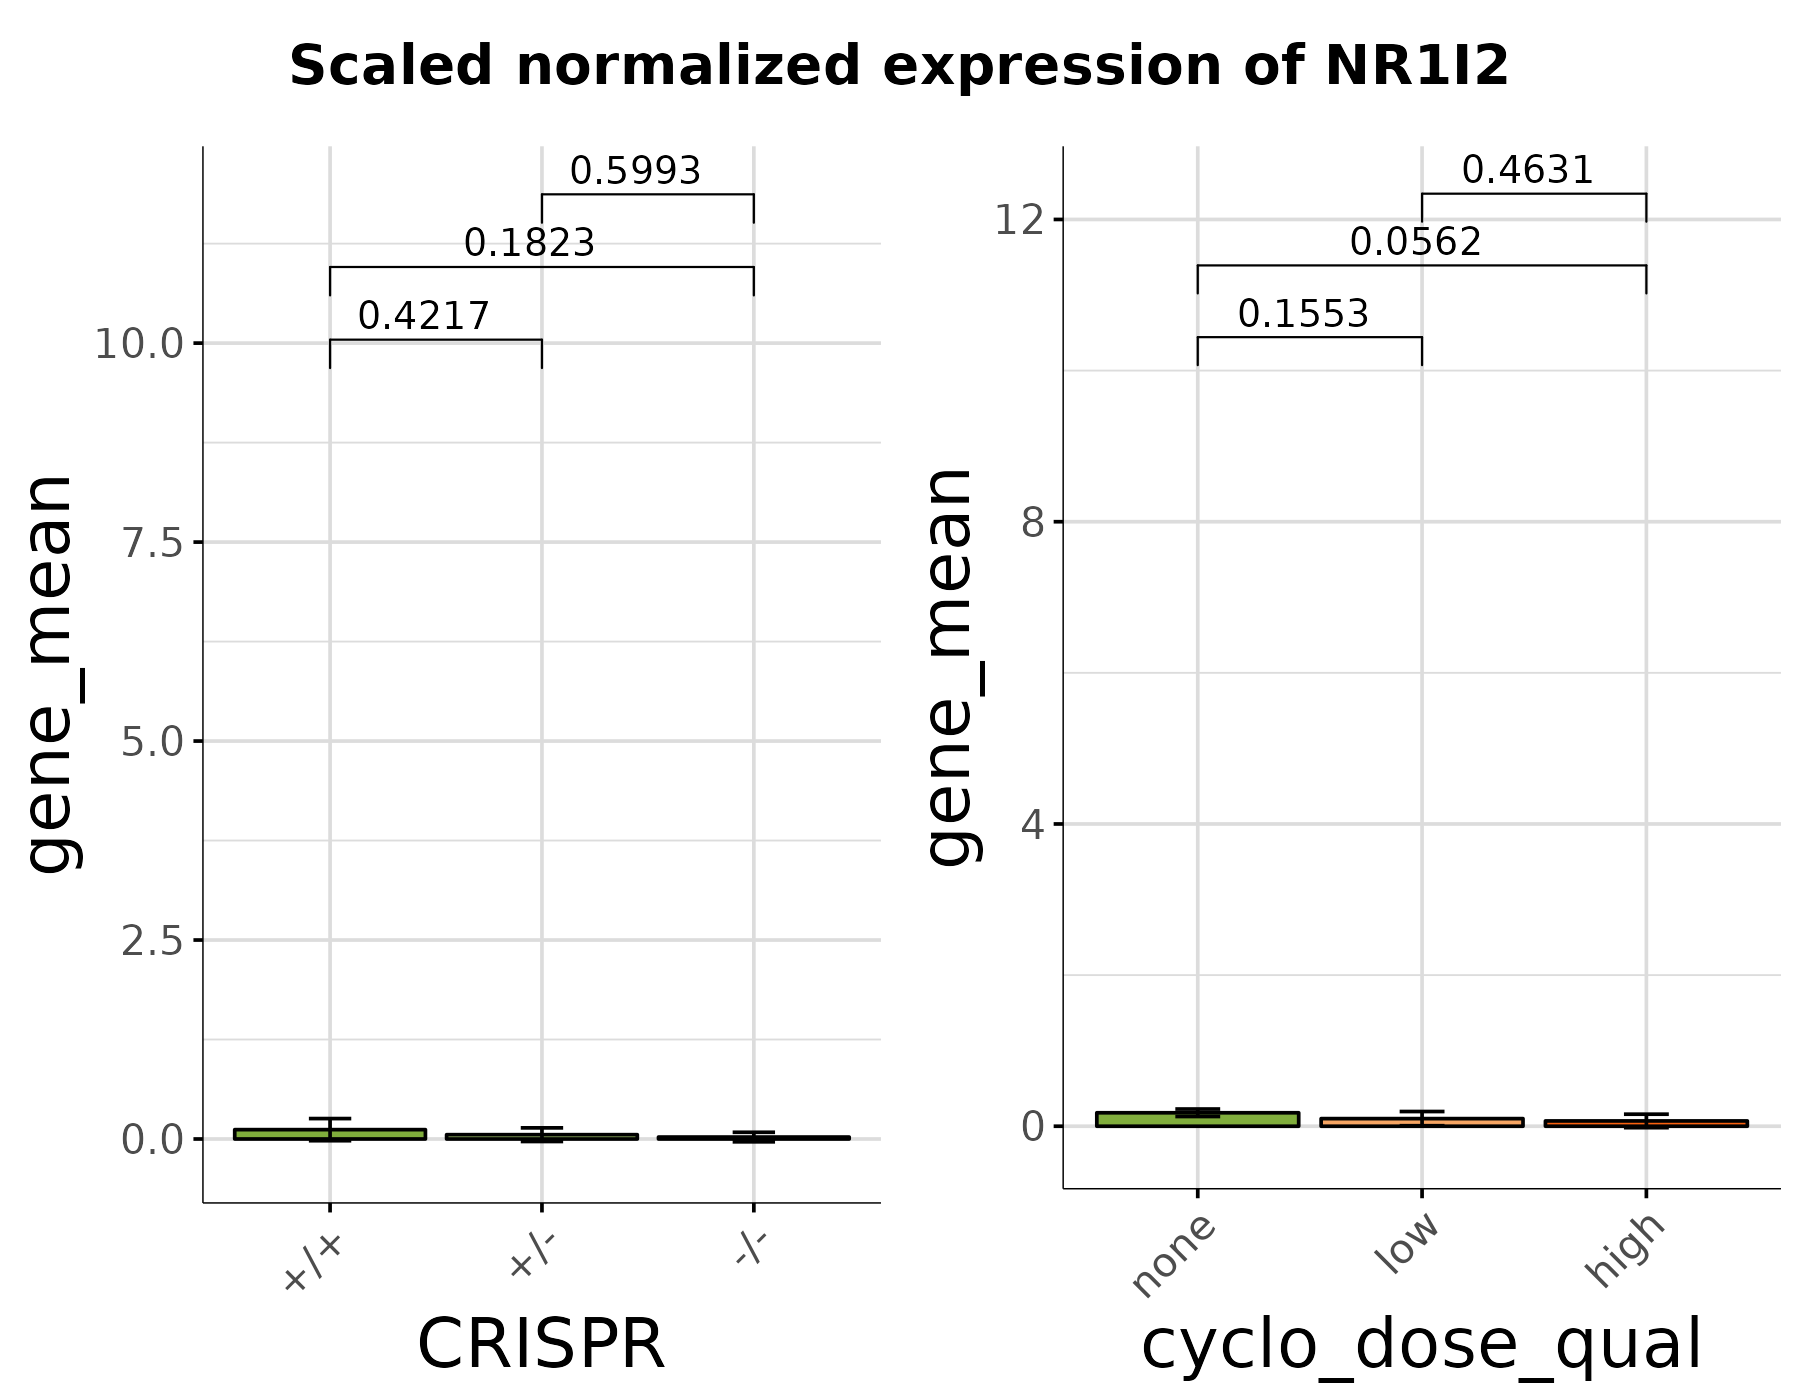 Scaled normalized expression of NR1I2
gene_mean
10.0
7.5
5.0
2.5
0.0
0.5993
0.1823
0.4217
+/+
+/-
-/-
CRISPR
gene_mean
12
8
4
0
0.4631
0.0562
0.1553
none
low
high
cyclo_dose_qual